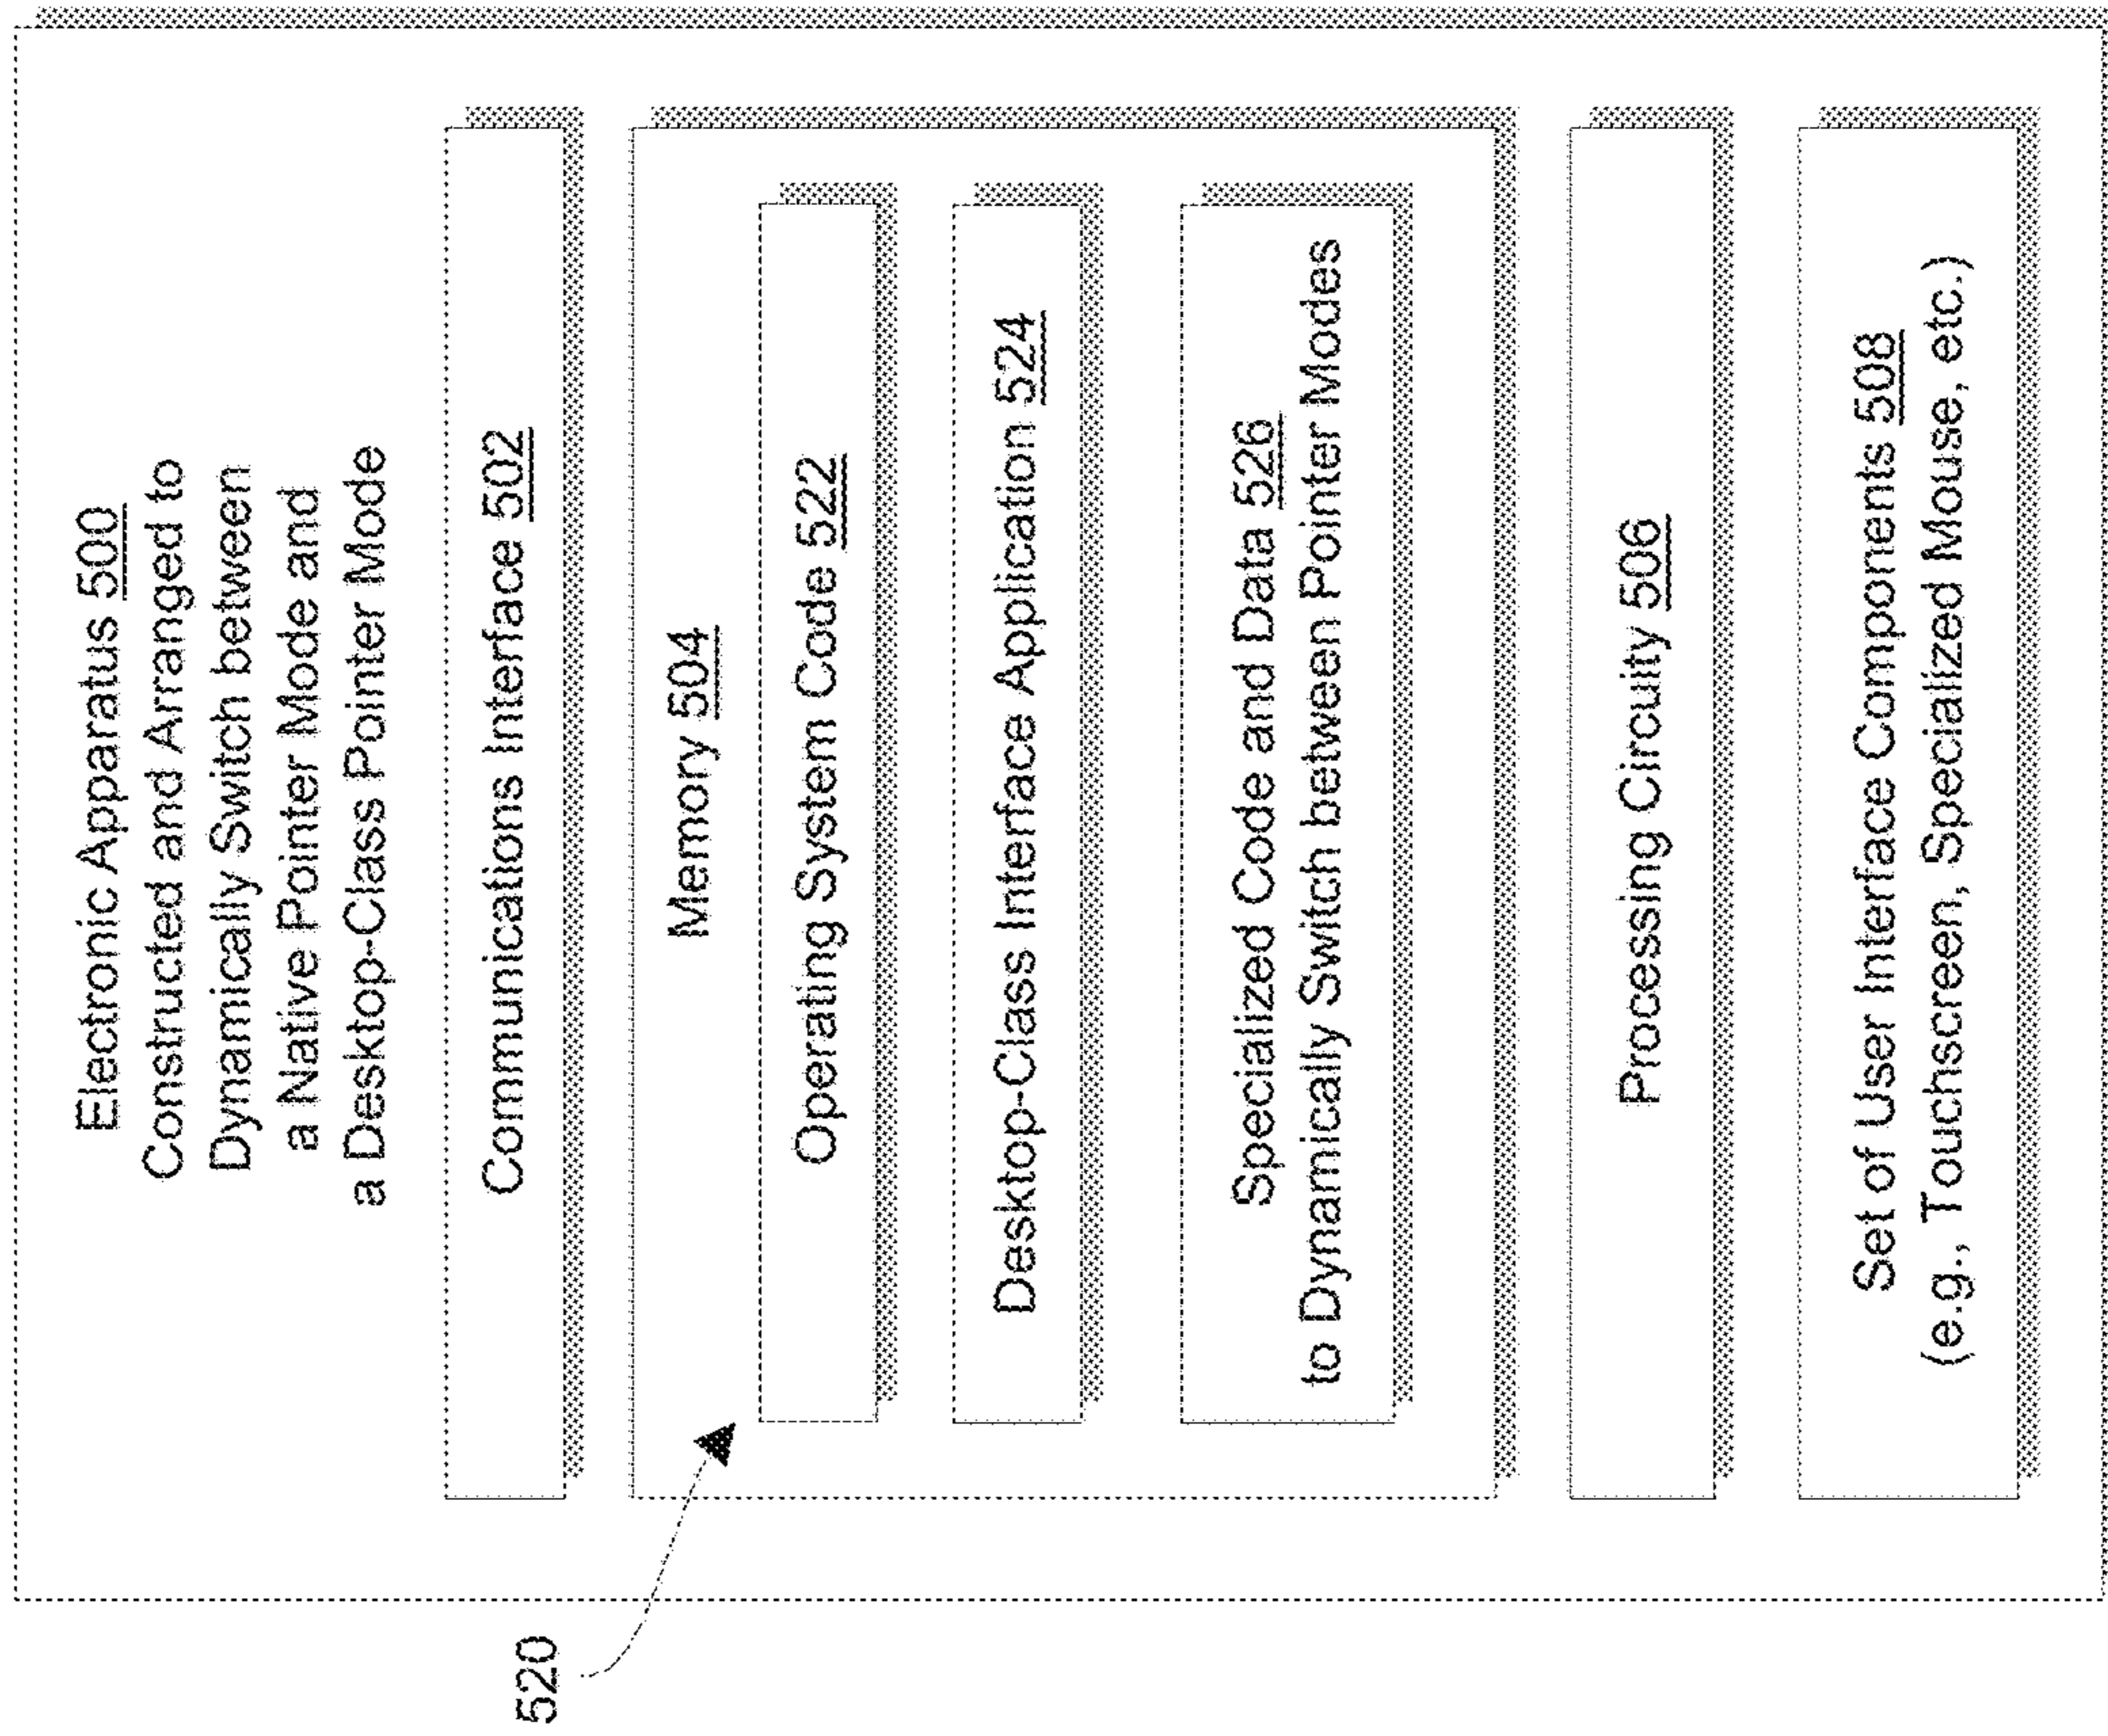 Electronic Apparatus 500
Constructed and Arranged to
Dynamically Switch between
a Native Pointer Mode and
a Desktop-Class Pointer Mode
Communications Interface 502
Memory 504
520
Operating System Code 522
Desktop-Class Interface Application 524
Specialized Code and Data 526
to Dynamically Switch between Pointer Modes
Processing Circuity 506
Set of User Interface Components 508
(e.g., Touchscreen, Specialized Mouse, etc.)